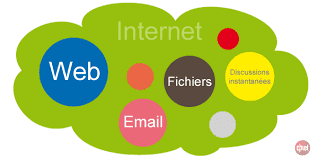 Internet
Web
Fichiers
Discussions
instantanées
Email